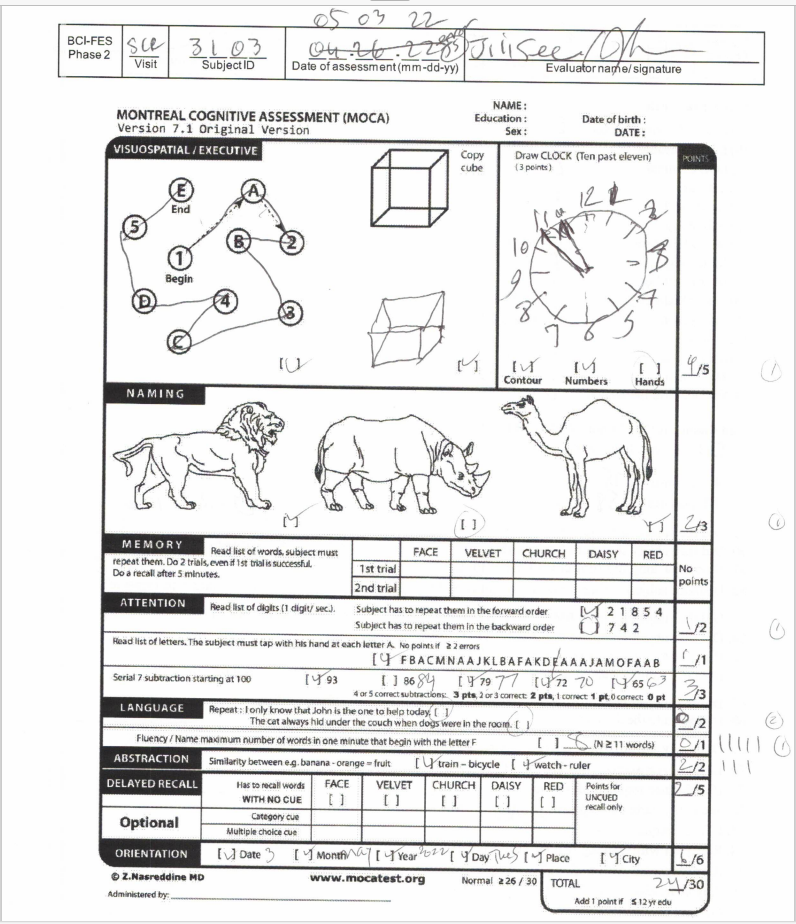 05 03 22
BCI-FES Phase 2
SCR Visit
3103 Subject ID
04.26.22 Date of assessment (mm-dd-yy)
Evaluator name/ signature
MONTREAL COGNITIVE ASSESSMENT (MOCA)
Version 7.1 Original Version
NAME :
Education :
Sex :
Date of birth :
DATE :
VISUOSPATIAL / EXECUTIVE
Copy cube
Draw CLOCK (Ten past eleven)
(3 points)
POINTS
E End
A
5
B
2
1 Begin
D
4
3
C
12 1 2 3 4 5 6 7 8 9 10 11
[✓] [✓] [✓] Contour [✓] Numbers [ ] Hands 4/5
NAMING
[✓] [ ] [✓] 2/3
MEMORY
Read list of words, subject must repeat them. Do 2 trials, even if 1st trial is successful. Do a recall after 5 minutes.
FACE VELVET CHURCH DAISY RED
1st trial
2nd trial
No points
ATTENTION
Read list of digits (1 digit/ sec.).
Subject has to repeat them in the forward order [✓] 2 1 8 5 4
Subject has to repeat them in the backward order [ ] 7 4 2 1/2
Read list of letters. The subject must tap with his hand at each letter A. No points if ≥ 2 errors
[✓] F B A C M N A A J K L B A F A K D E A A A J A M O F A A B 1/1
Serial 7 subtraction starting at 100 [✓] 93 [ ] 86 84 [✓] 79 77 [✓] 72 70 [✓] 65 63 3/3
4 or 5 correct subtractions: 3 pts, 2 or 3 correct: 2 pts, 1 correct: 1 pt, 0 correct: 0 pt
LANGUAGE
Repeat : I only know that John is the one to help today. [ ]
The cat always hid under the couch when dogs were in the room. [ ] 0/2
Fluency / Name maximum number of words in one minute that begin with the letter F [ ] 8 (N ≥ 11 words) 0/1
ABSTRACTION
Similarity between e.g. banana - orange = fruit [✓] train – bicycle [✓] watch - ruler 2/2
DELAYED RECALL
Has to recall words WITH NO CUE
FACE [ ] VELVET [ ] CHURCH [ ] DAISY [ ] RED [ ]
Points for UNCUED recall only
2/5
Optional
Category cue
Multiple choice cue
ORIENTATION
[✓] Date 3 [✓] Month May [✓] Year 2022 [✓] Day Tues [✓] Place [✓] City 6/6
© Z.Nasreddine MD
www.mocatest.org
Normal ≥ 26 / 30
TOTAL 24/30
Administered by:
Add 1 point if ≤ 12 yr edu